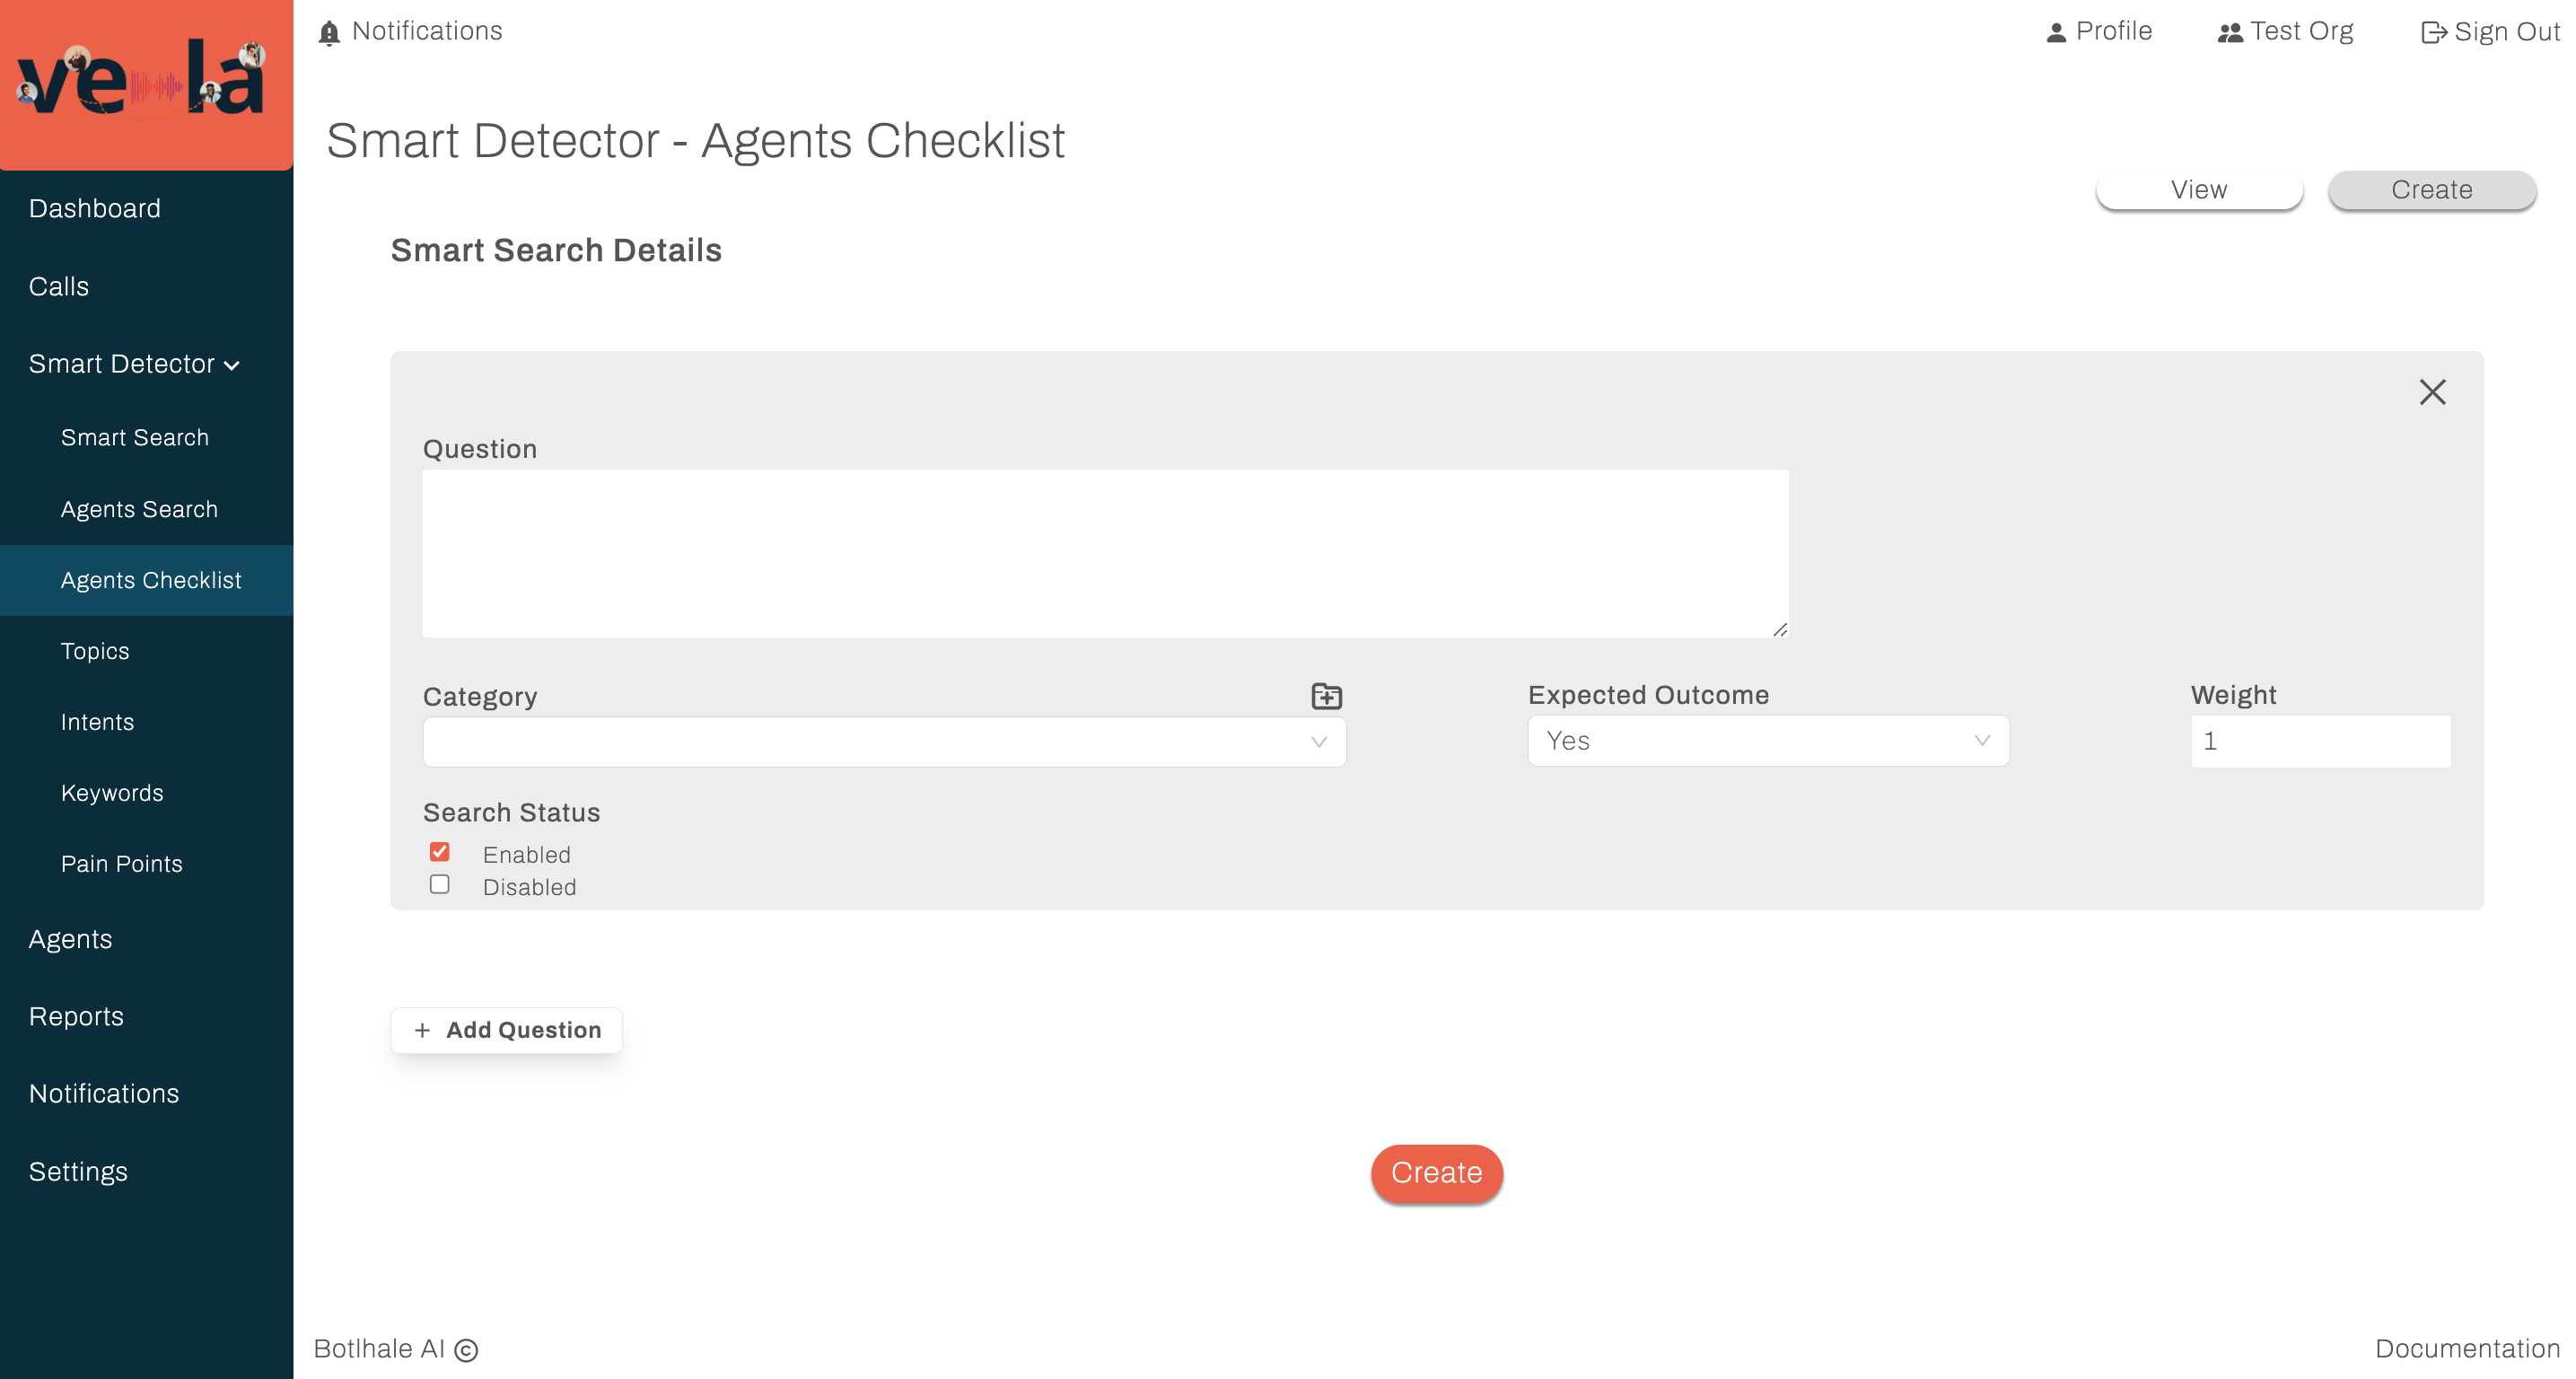 vela
Notifications
Profile
Test Org
Sign Out
Smart Detector - Agents Checklist
View
Create
Dashboard
Calls
Smart Detector
Smart Search
Agents Search
Agents Checklist
Topics
Intents
Keywords
Pain Points
Agents
Reports
Notifications
Settings
Smart Search Details
Question
Category
Expected Outcome
Weight
Yes
1
Search Status
Enabled
Disabled
+ Add Question
Create
Botlhale AI ©
Documentation